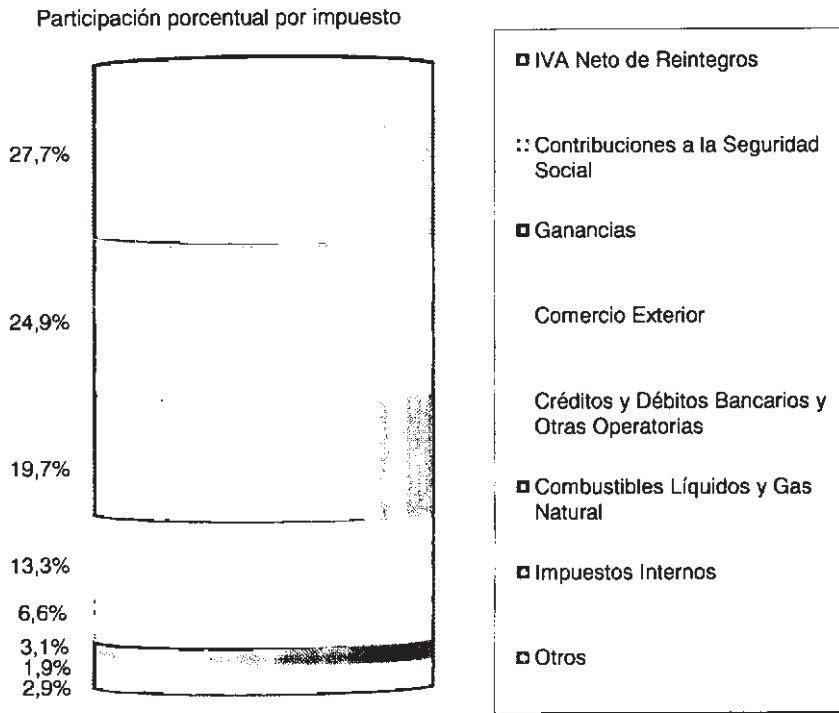 Participación porcentual por impuesto
27,7%
24,9%
19,7%
13,3%
6,6%
3,1%
1,9%
2,9%
IVA Neto de Reintegros
Contribuciones a la Seguridad
Social
Ganancias
Comercio Exterior
Créditos y Débitos Bancarios y
Otras Operatorias
Combustibles Líquidos y Gas
Natural
Impuestos Internos
Otros